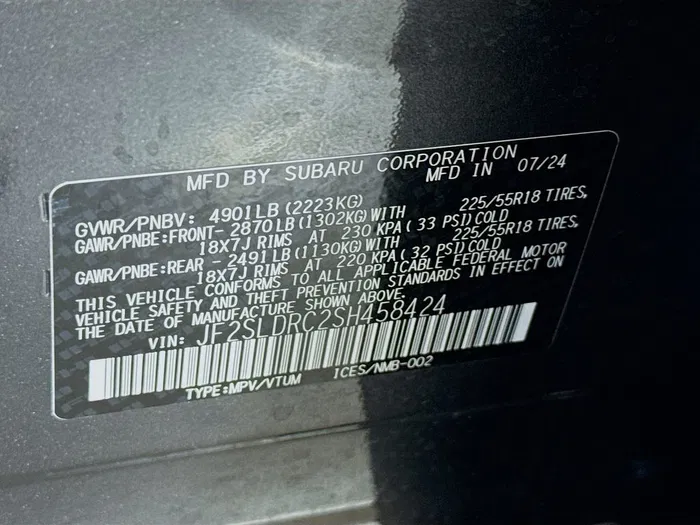 MFD BY SUBARU CORPORATION
MFD IN 07/24
GVWR/PNBV: 4901LB(2223KG)
GAWR/PNBE:FRONT- 2870LB(1302KG)WITH 225/55R18 TIRES,
18X7J RIMS AT 230 KPA(33 PSI)COLD
GAWR/PNBE:REAR - 2491LB(1130KG)WITH 225/55R18 TIRES,
18X7J RIMS AT 220 KPA(32 PSI)COLD
THIS VEHICLE CONFORMS TO ALL APPLICABLE FEDERAL MOTOR
VEHICLE SAFETY AND THEFT PREVENTION STANDARDS IN EFFECT ON
THE DATE OF MANUFACTURE SHOWN ABOVE.
VIN: JF2SLDRC2SH458424
TYPE:MPV/VTUM ICES/NMB-002